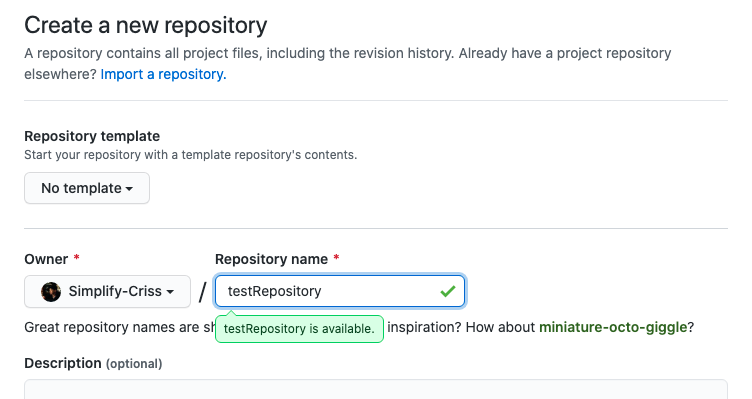 Create a new repository
A repository contains all project files, including the revision history. Already have a project repository
elsewhere? Import a repository.
Repository template
Start your repository with a template repository's contents.
No template
Owner * Repository name *
Simplify-Criss / testRepository
Great repository names are sh inspiration? How about miniature-octo-giggle?
testRepository is available.
Description (optional)